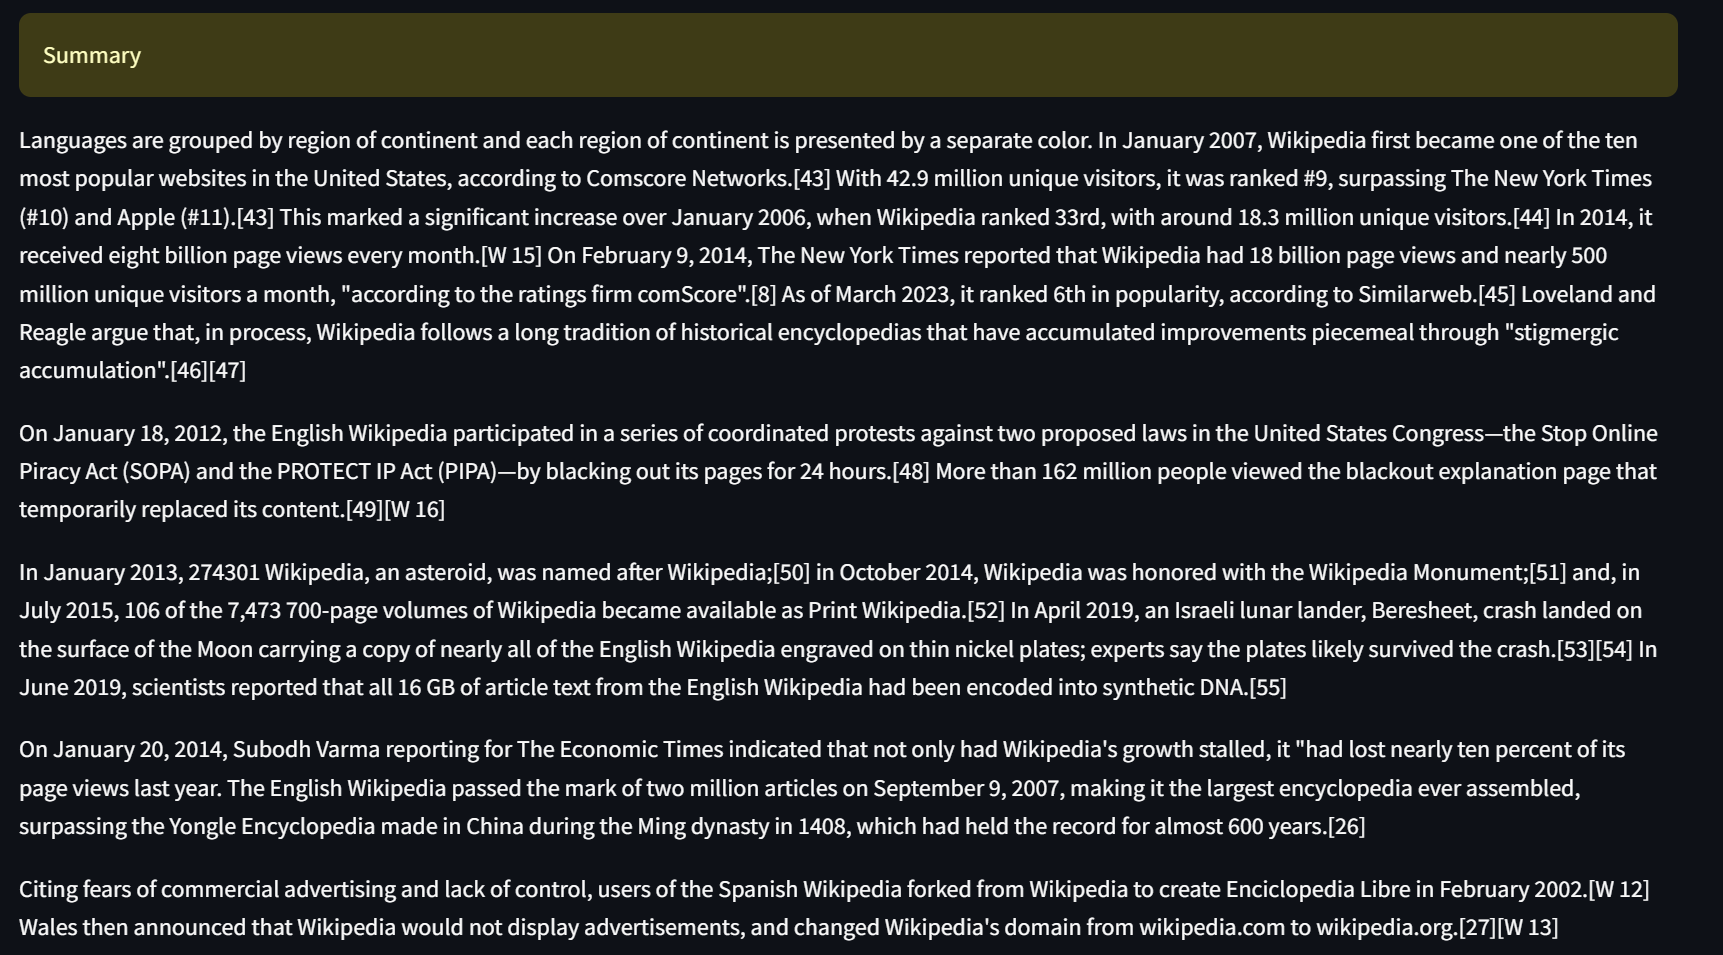 Summary
Languages are grouped by region of continent and each region of continent is presented by a separate color. In January 2007, Wikipedia first became one of the ten
most popular websites in the United States, according to Comscore Networks.[43] With 42.9 million unique visitors, it was ranked #9, surpassing The New York Times
(#10) and Apple (#11).[43] This marked a significant increase over January 2006, when Wikipedia ranked 33rd, with around 18.3 million unique visitors.[44] In 2014, it
received eight billion page views every month.[W 15] On February 9, 2014, The New York Times reported that Wikipedia had 18 billion page views and nearly 500
million unique visitors a month, "according to the ratings firm comScore".[8] As of March 2023, it ranked 6th in popularity, according to Similarweb.[45] Loveland and
Reagle argue that, in process, Wikipedia follows a long tradition of historical encyclopedias that have accumulated improvements piecemeal through "stigmergic
accumulation".[46][47]
On January 18, 2012, the English Wikipedia participated in a series of coordinated protests against two proposed laws in the United States Congress—the Stop Online
Piracy Act (SOPA) and the PROTECT IP Act (PIPA)—by blacking out its pages for 24 hours.[48] More than 162 million people viewed the blackout explanation page that
temporarily replaced its content.[49][W 16]
In January 2013, 274301 Wikipedia, an asteroid, was named after Wikipedia;[50] in October 2014, Wikipedia was honored with the Wikipedia Monument;[51] and, in
July 2015, 106 of the 7,473 700-page volumes of Wikipedia became available as Print Wikipedia.[52] In April 2019, an Israeli lunar lander, Beresheet, crash landed on
the surface of the Moon carrying a copy of nearly all of the English Wikipedia engraved on thin nickel plates; experts say the plates likely survived the crash.[53][54] In
June 2019, scientists reported that all 16 GB of article text from the English Wikipedia had been encoded into synthetic DNA.[55]
On January 20, 2014, Subodh Varma reporting for The Economic Times indicated that not only had Wikipedia's growth stalled, it "had lost nearly ten percent of its
page views last year. The English Wikipedia passed the mark of two million articles on September 9, 2007, making it the largest encyclopedia ever assembled,
surpassing the Yongle Encyclopedia made in China during the Ming dynasty in 1408, which had held the record for almost 600 years.[26]
Citing fears of commercial advertising and lack of control, users of the Spanish Wikipedia forked from Wikipedia to create Enciclopedia Libre in February 2002.[W 12]
Wales then announced that Wikipedia would not display advertisements, and changed Wikipedia's domain from wikipedia.com to wikipedia.org.[27][W 13]